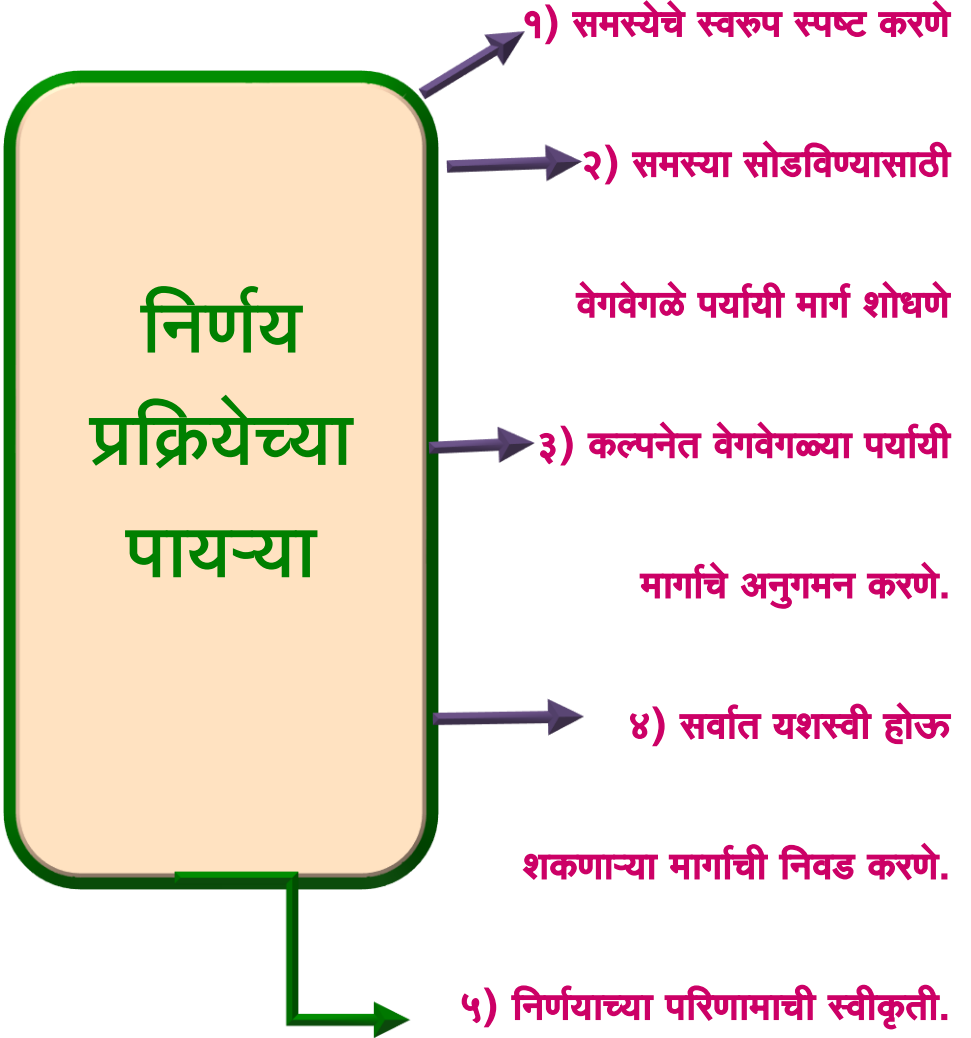 निर्णय
प्रक्रियेच्या
पायऱ्या
१) समस्येचे स्वरुप स्पष्ट करणे
२) समस्या सोडविण्यासाठी
वेगवेगळे पर्यायी मार्ग शोधणे
३) कल्पनेत वेगवेगळ्या पर्यायी
मार्गाचे अनुगमन करणे.
४) सर्वात यशस्वी होऊ
शकणाऱ्या मार्गाची निवड करणे.
५) निर्णयाच्या परिणामाची स्वीकृती.